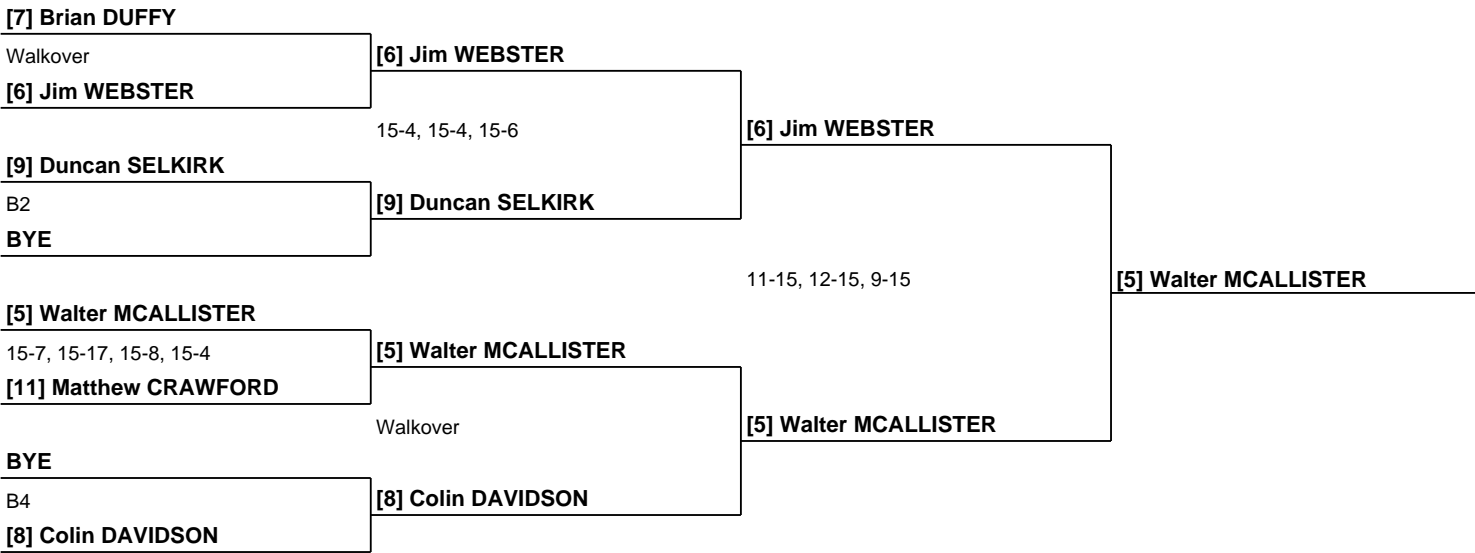 [7] Brian DUFFY
Walkover
[6] Jim WEBSTER
[6] Jim WEBSTER
15-4, 15-4, 15-6
[6] Jim WEBSTER
[9] Duncan SELKIRK
B2
[9] Duncan SELKIRK
BYE
11-15, 12-15, 9-15
[5] Walter MCALLISTER
[5] Walter MCALLISTER
15-7, 15-17, 15-8, 15-4
[5] Walter MCALLISTER
[11] Matthew CRAWFORD
Walkover
[5] Walter MCALLISTER
BYE
B4
[8] Colin DAVIDSON
[8] Colin DAVIDSON